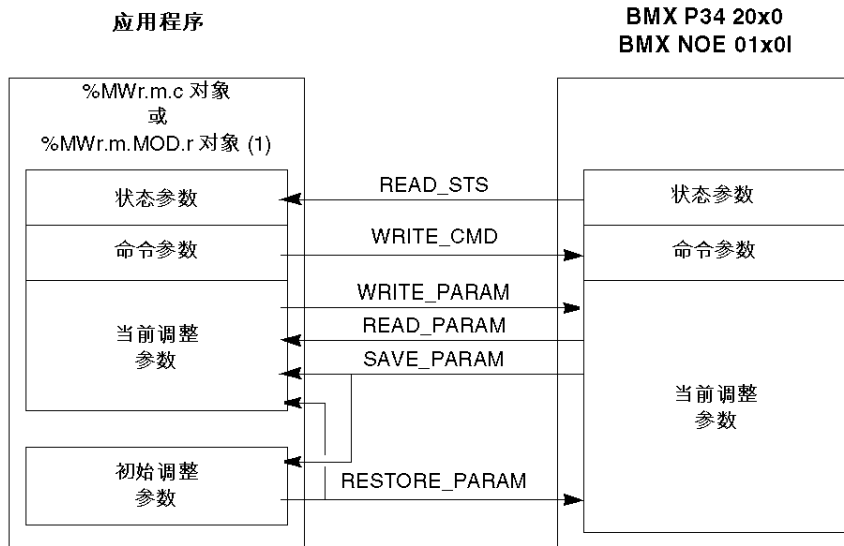 应用程序
BMX P34 20x0
BMX NOE 01x0I
%MWr.m.c 对象
或
%MWr.m.MOD.r 对象 (1)
状态参数
READ_STS
状态参数
命令参数
WRITE_CMD
命令参数
WRITE_PARAM
READ_PARAM
SAVE_PARAM
当前调整
参数
当前调整
参数
初始调整
参数
RESTORE_PARAM